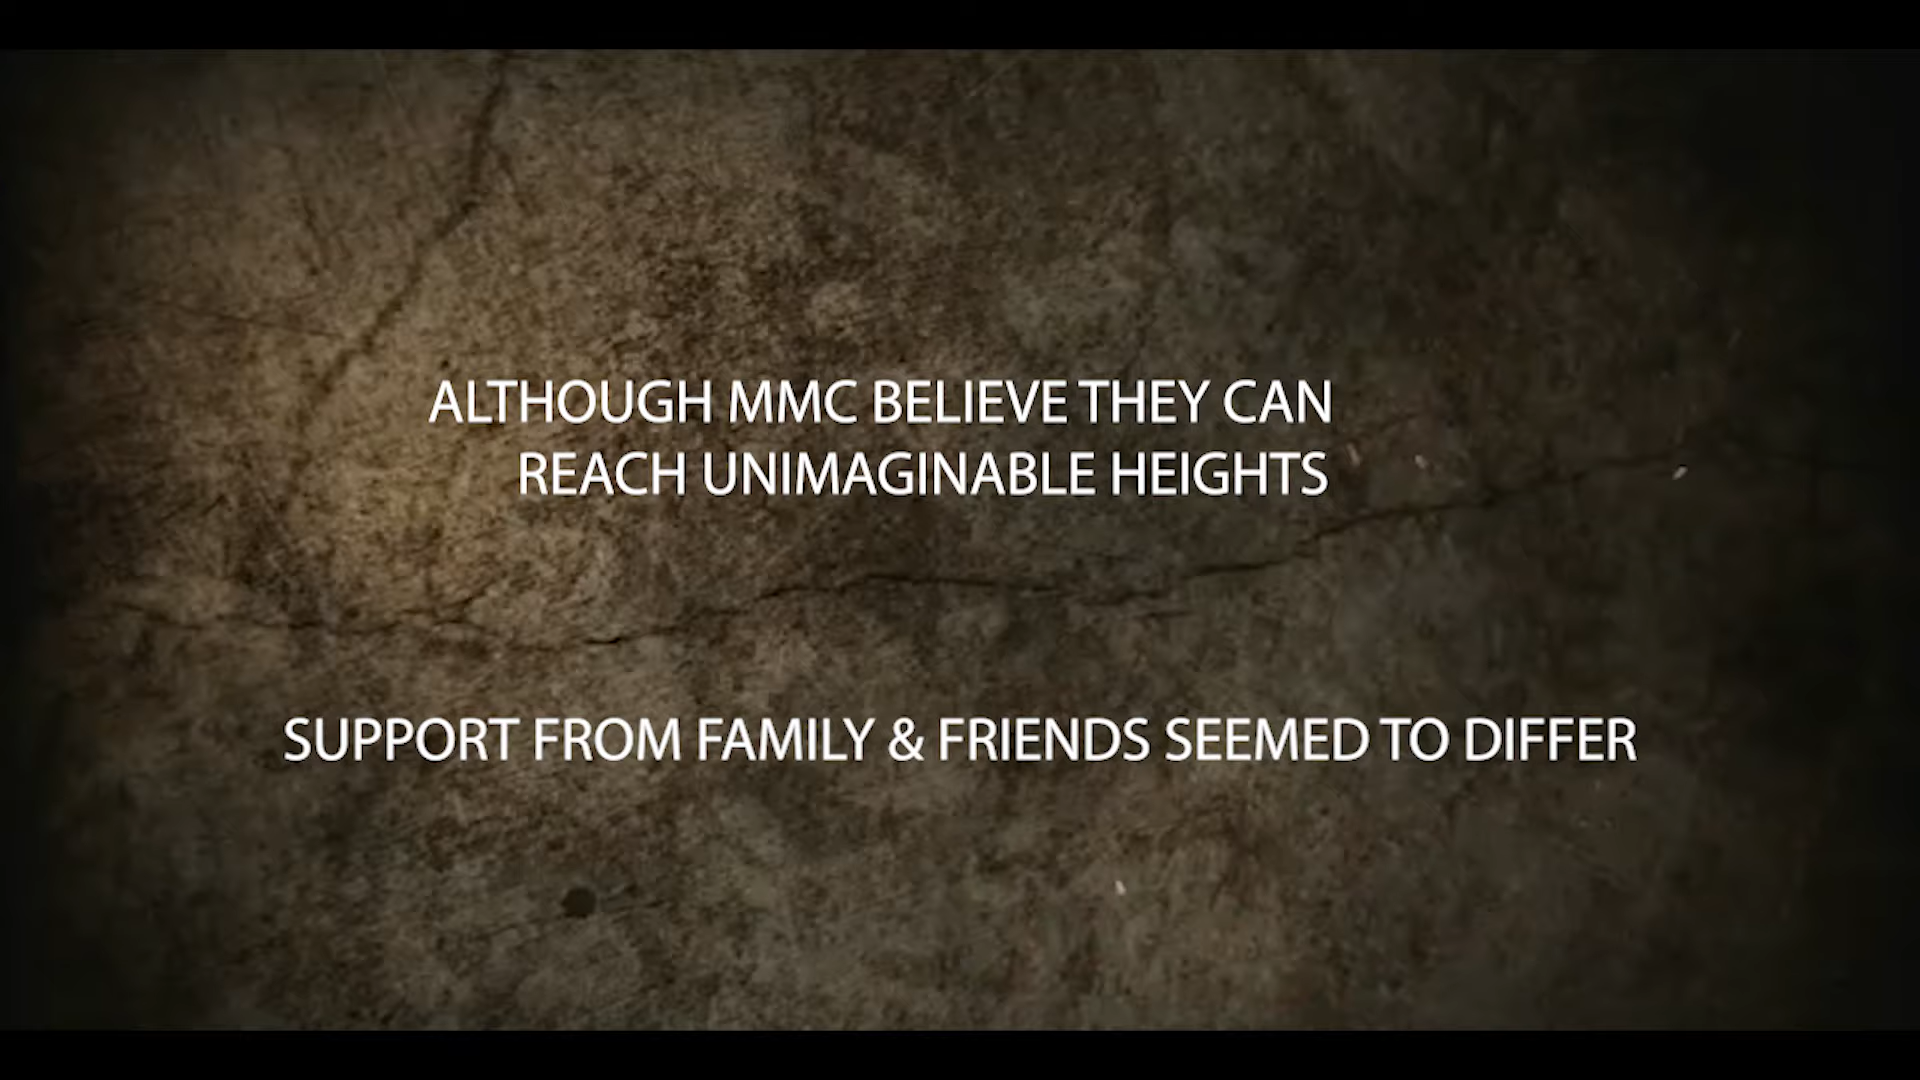 ALTHOUGH MMC BELIEVE THEY CAN
REACH UNIMAGINABLE HEIGHTS
SUPPORT FROM FAMILY & FRIENDS SEEMED TO DIFFER